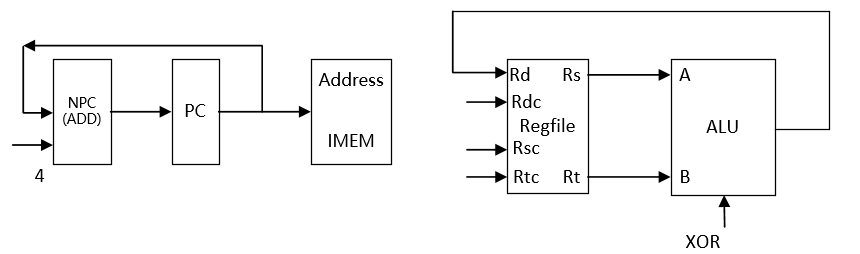 NPC
(ADD)
4
PC
Address
IMEM
Rd Rs
Rdc
Regfile
Rsc
Rtc Rt
A
ALU
B
XOR